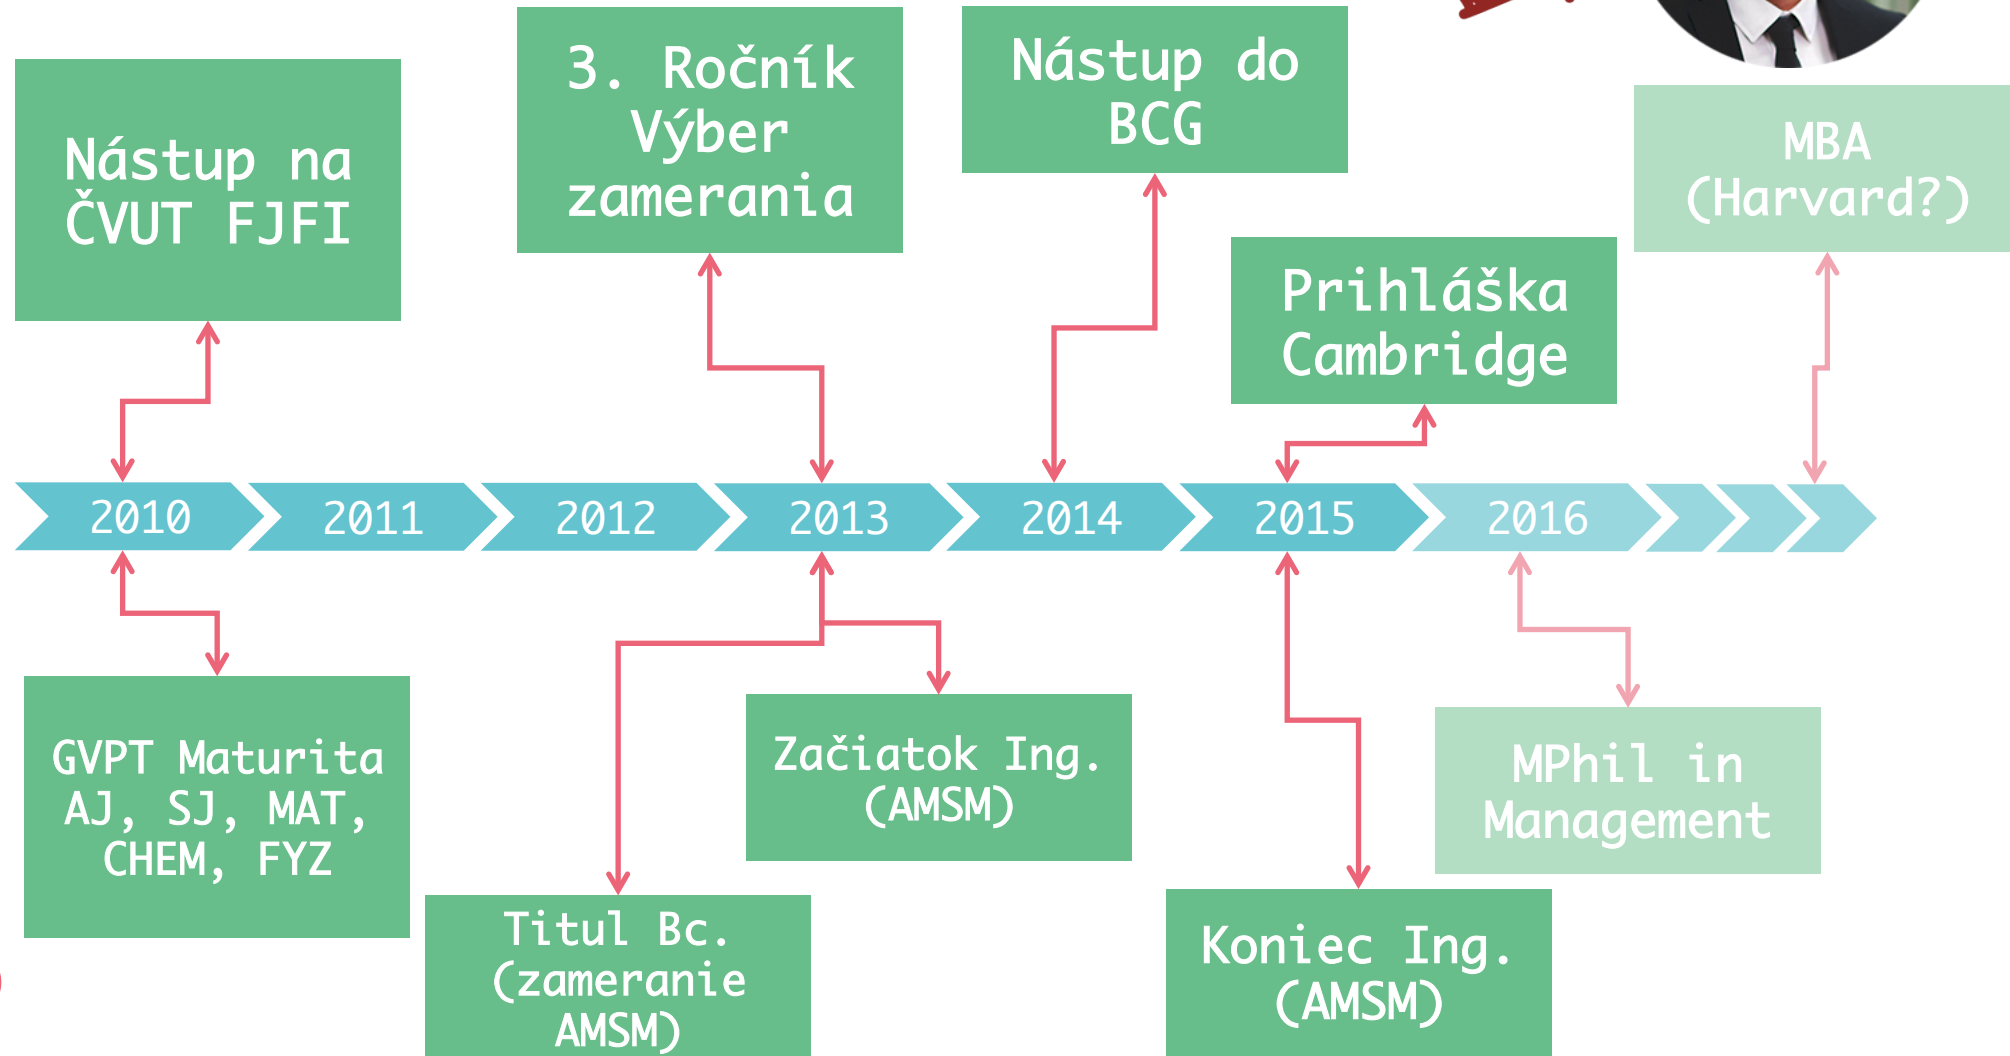 Nástup na
ČVUT FJFI
3. Ročník
Výber
zamerania
Nástup do
BCG
Prihláška
Cambridge
MBA
(Harvard?)
2010
2011
2012
2013
2014
2015
2016
GVPT Maturita
AJ, SJ, MAT,
CHEM, FYZ
Titul Bc.
(zameranie
AMSM)
Začiatok Ing.
(AMSM)
Koniec Ing.
(AMSM)
MPhil in
Management